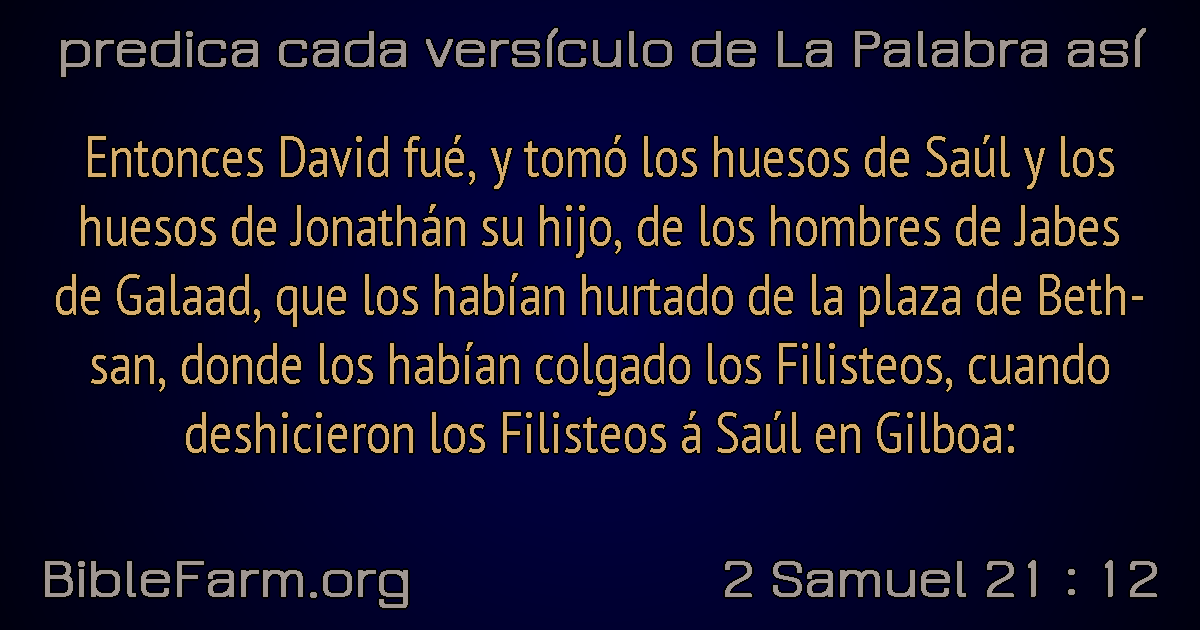 predica cada versículo de La Palabra así
Entonces David fué, y tomó los huesos de Saúl y los
huesos de Jonathán su hijo, de los hombres de Jabes
de Galaad, que los habían hurtado de la plaza de Beth-
san, donde los habían colgado los Filisteos, cuando
deshicieron los Filisteos á Saúl en Gilboa:
BibleFarm.org
2 Samuel 21 : 12